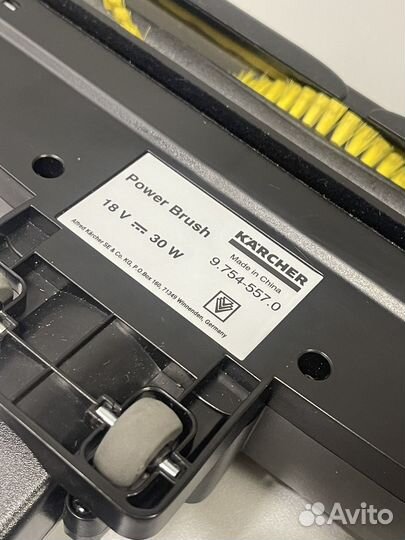 Power Brush
18 V ⎓ 30 W
KÄRCHER
Made in China
9.754-557.0
Alfred Kärcher SE & Co. KG, P.O.Box 160, 71349 Winnenden, Germany
Avito